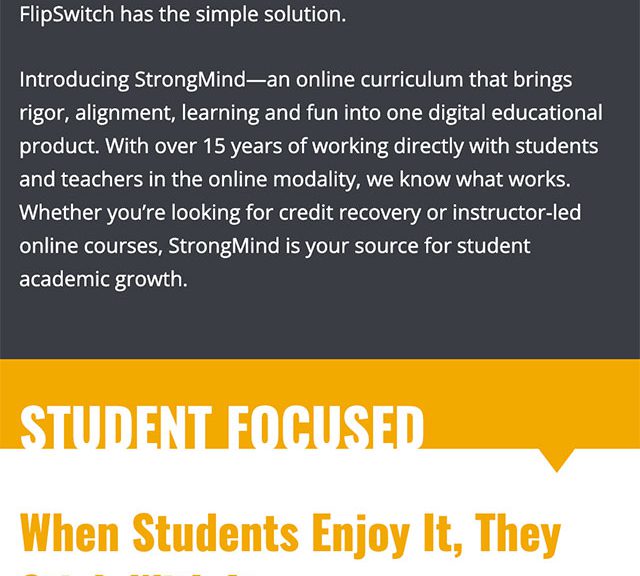 FlipSwitch has the simple solution.
Introducing StrongMind—an online curriculum that brings
rigor, alignment, learning and fun into one digital educational
product. With over 15 years of working directly with students
and teachers in the online modality, we know what works.
Whether you’re looking for credit recovery or instructor-led
online courses, StrongMind is your source for student
academic growth.
STUDENT FOCUSED
When Students Enjoy It, They